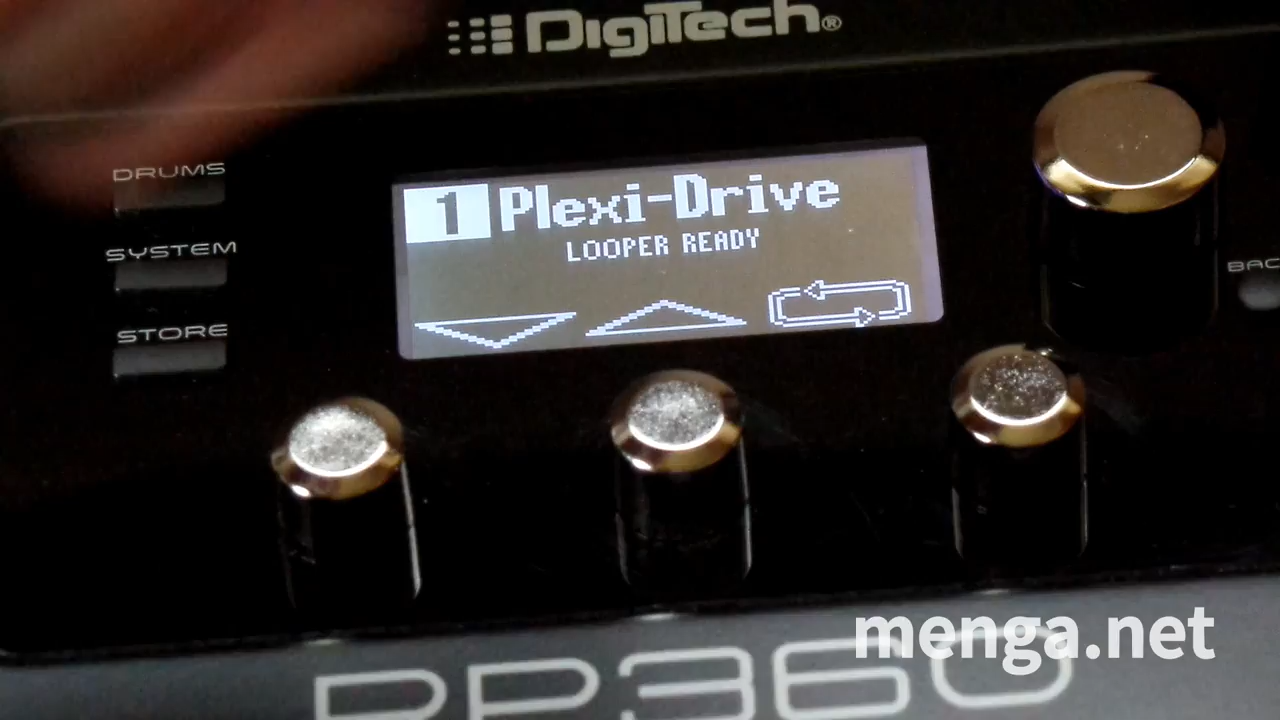 DigiTech®
DRUMS
SYSTEM
STORE
1 Plexi-Drive
LOOPER READY
menga.net
RP360